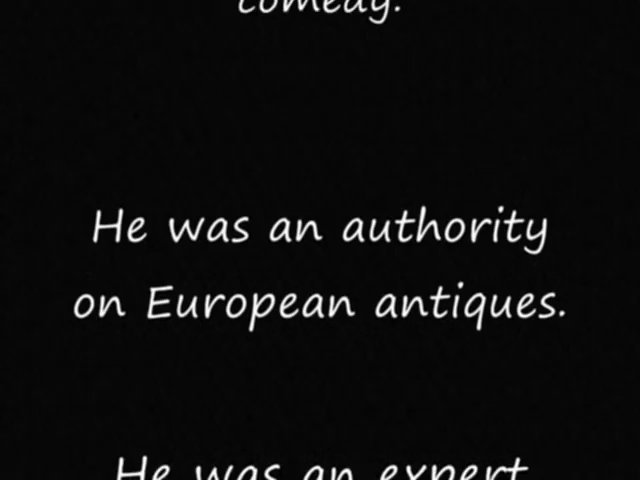 comedy.
He was an authority
on European antiques.
He was an expert